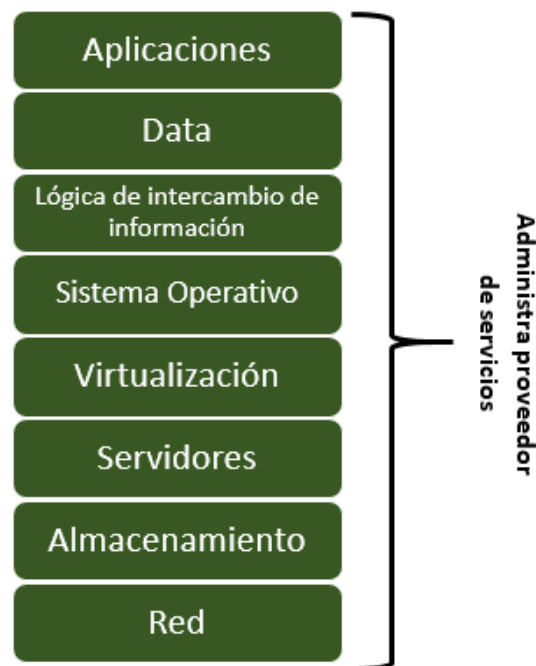 Aplicaciones
Data
Lógica de intercambio de
información
Sistema Operativo
Virtualización
Servidores
Almacenamiento
Red
Administra proveedor
de servicios